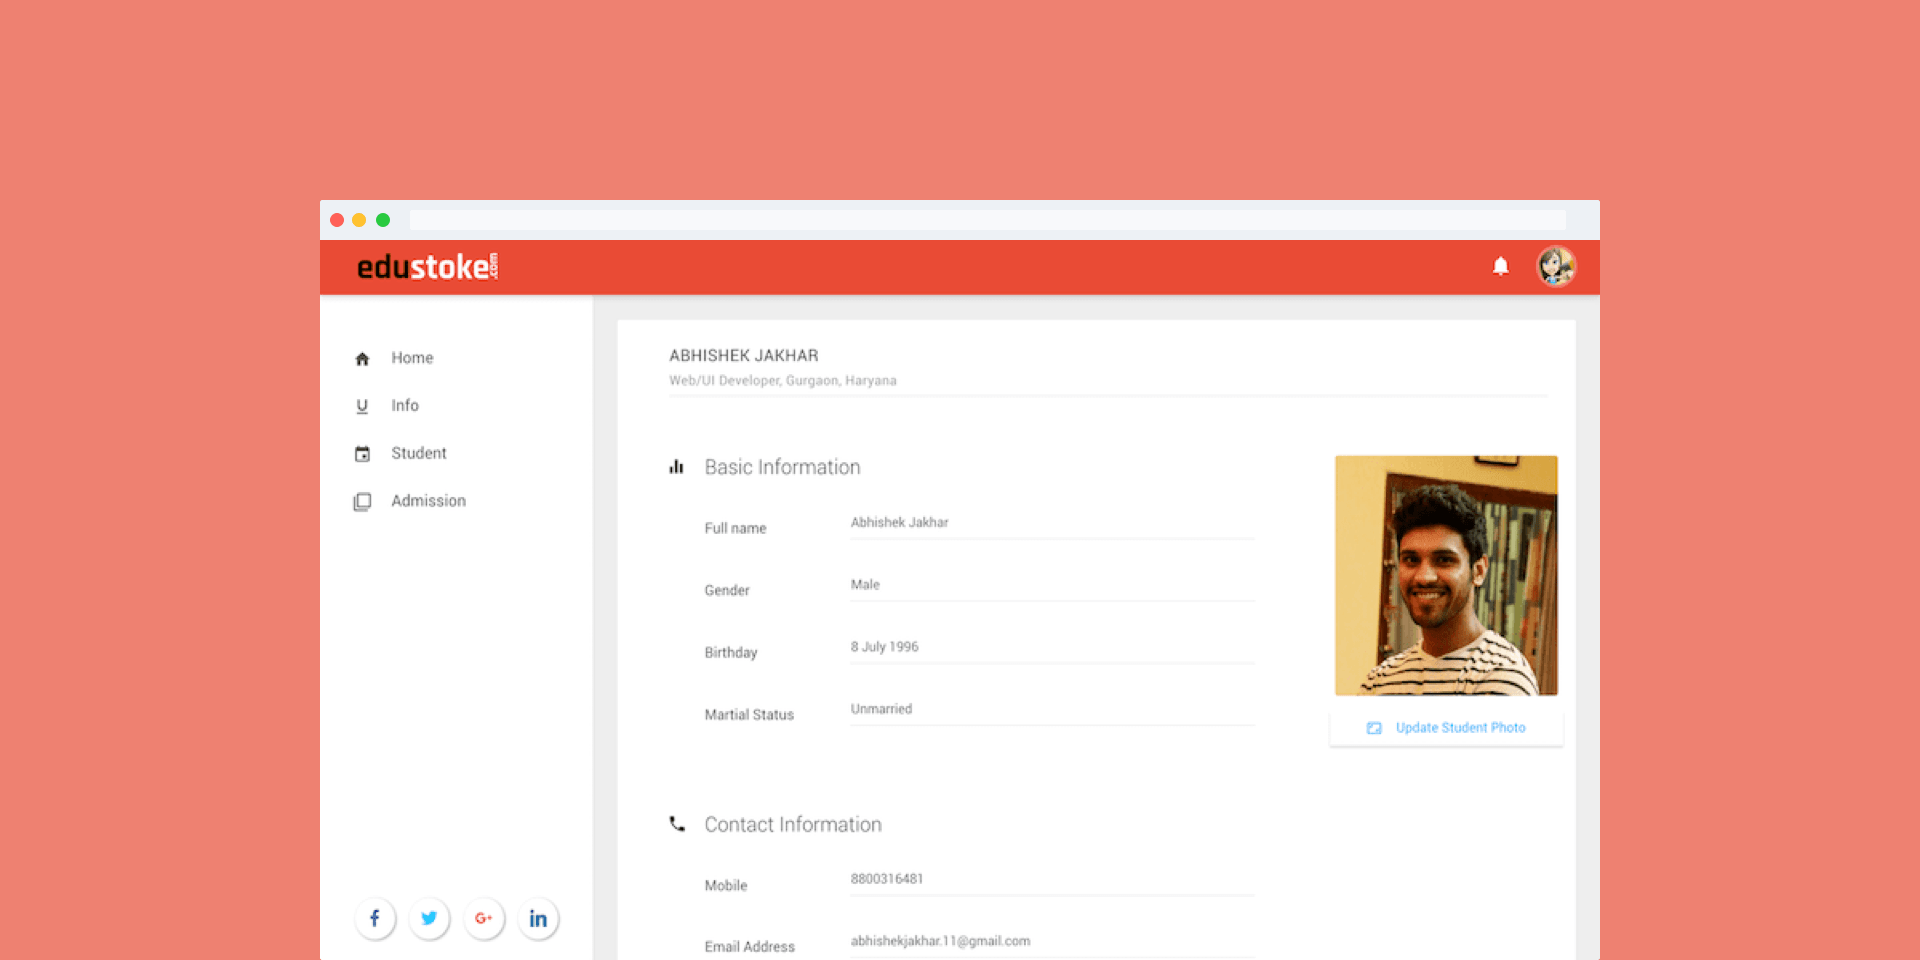 edustoke.com
Home
Info
Student
Admission
ABHISHEK JAKHAR
Web/UI Developer, Gurgaon, Haryana
Basic Information
Full name Abhishek Jakhar
Gender Male
Birthday 8 July 1996
Martial Status Unmarried
Update Student Photo
Contact Information
Mobile 8800316481
Email Address abhishekjakhar.11@gmail.com
f
G+
in